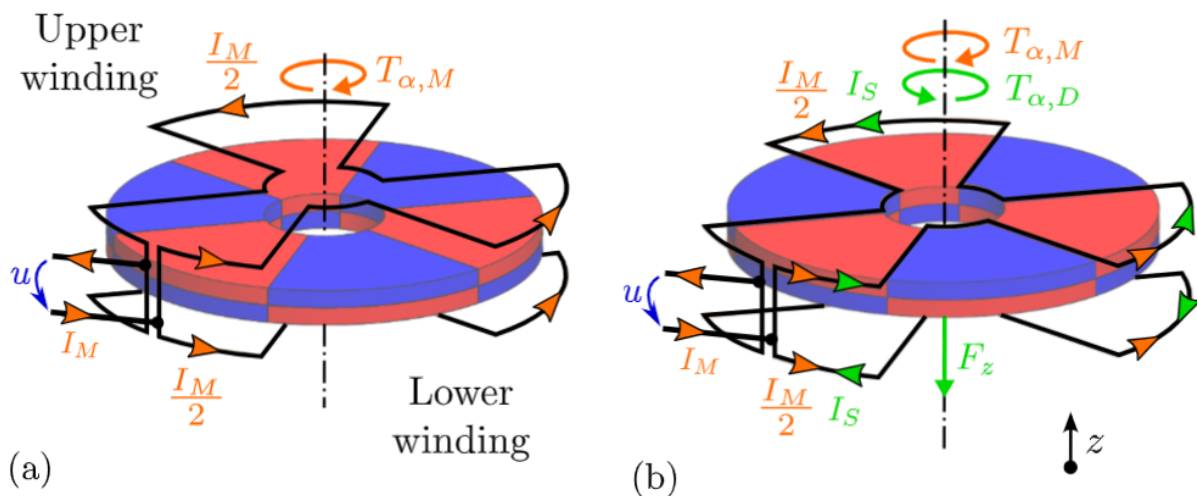 Upper
winding
I_M
2
T_{α,M}
u
I_M
I_M
2
Lower
winding
(a)
T_{α,M}
T_{α,D}
I_M
2
I_S
u
I_M
I_M
2
I_S
F_z
z
(b)